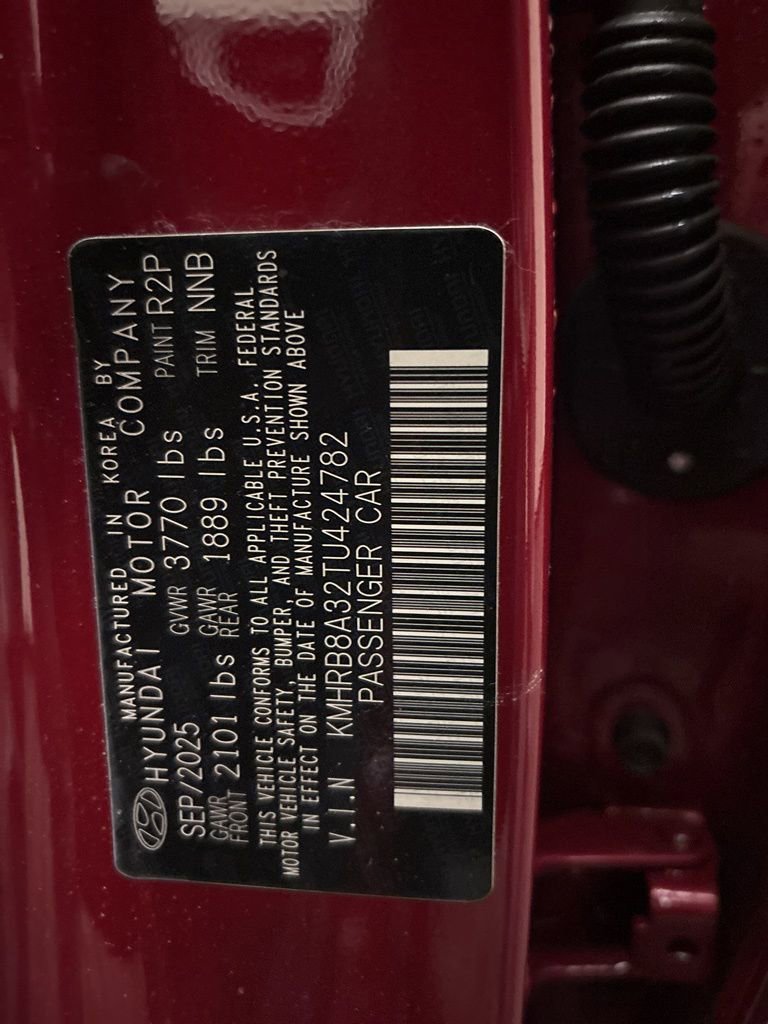 MANUFACTURED IN KOREA BY
HYUNDAI MOTOR COMPANY
SEP/2025 GVWR 3770 lbs PAINT R2P
GAWR FRONT 2101 lbs GAWR REAR 1889 lbs TRIM NNB
THIS VEHICLE CONFORMS TO ALL APPLICABLE U.S.A. FEDERAL
MOTOR VEHICLE SAFETY, BUMPER, AND THEFT PREVENTION STANDARDS
IN EFFECT ON THE DATE OF MANUFACTURE SHOWN ABOVE
V.I.N KMHRB8A32TU424782
PASSENGER CAR